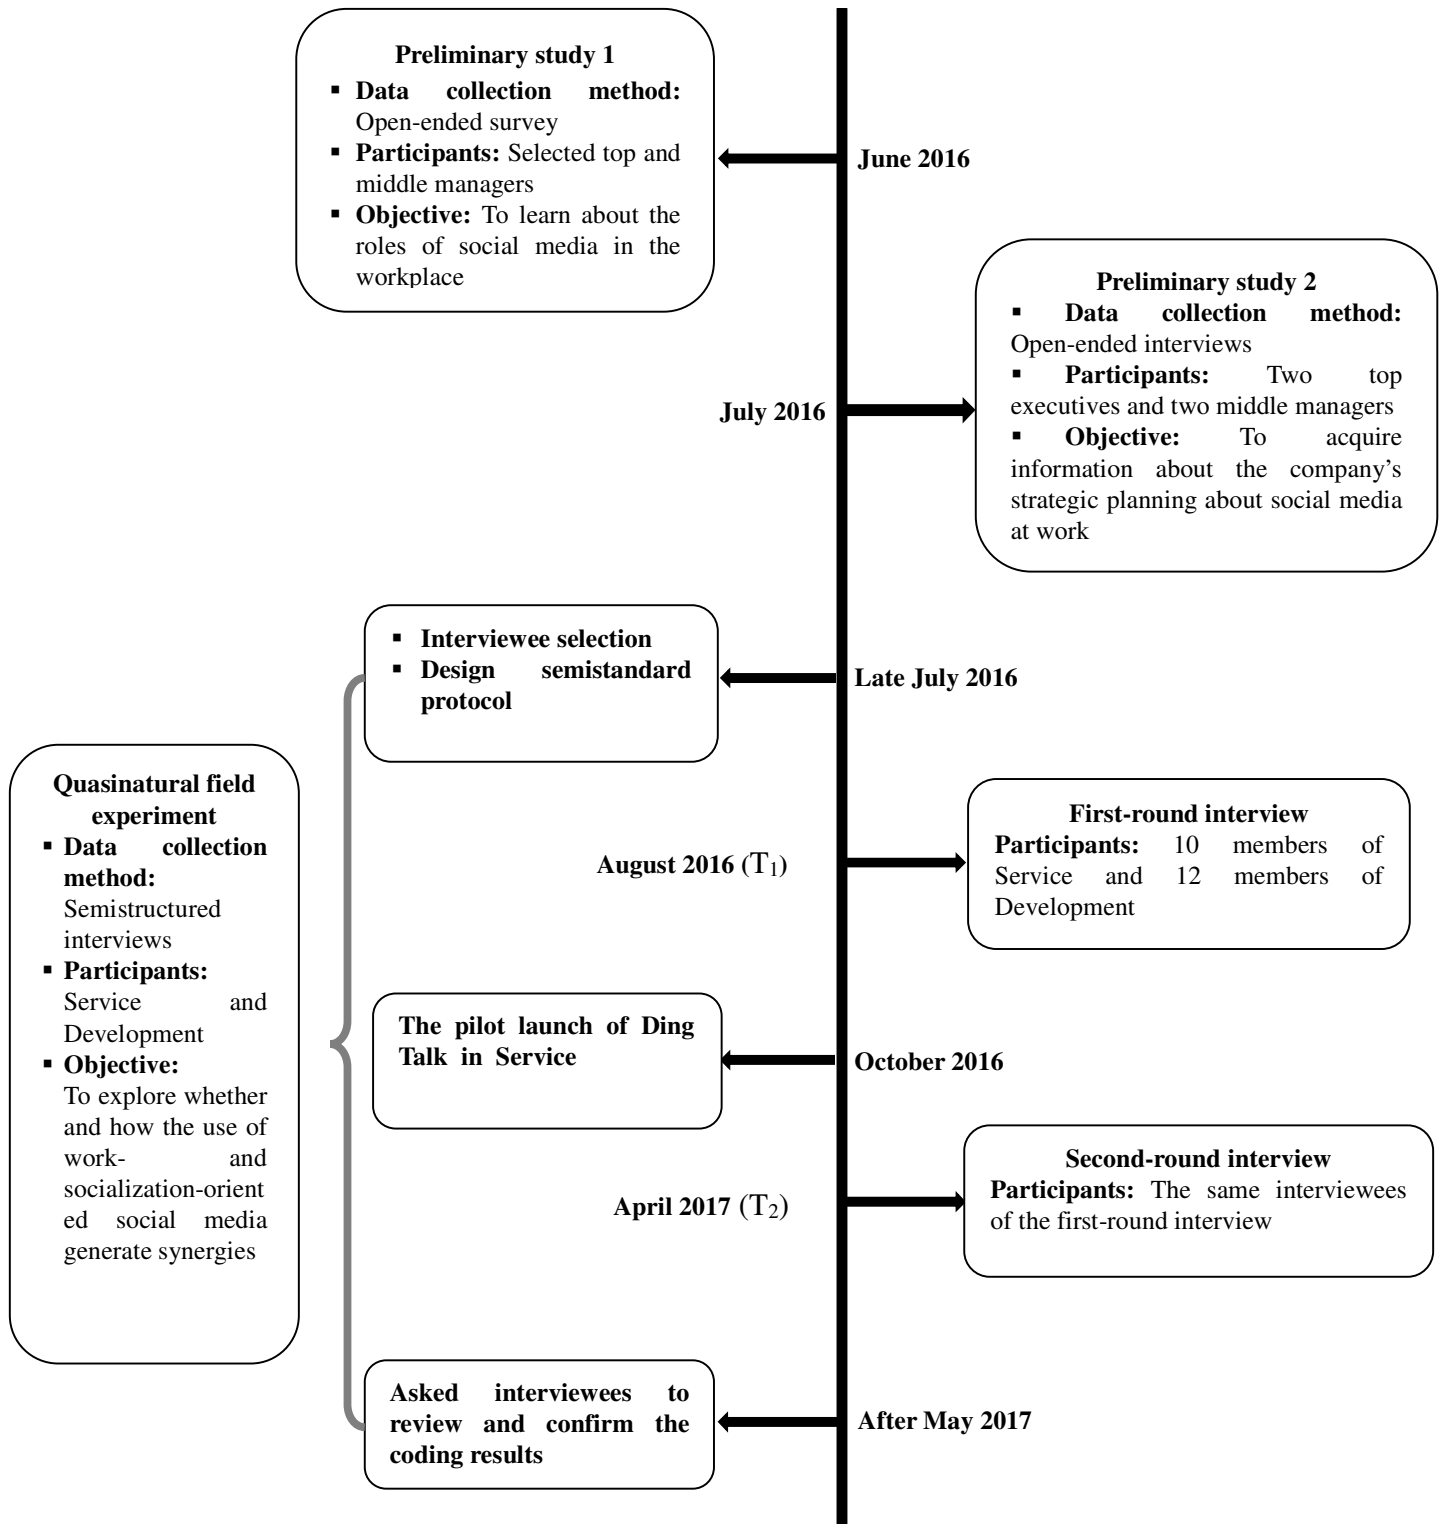 Preliminary study 1
▪ Data collection method:
Open-ended survey
▪ Participants: Selected top and
middle managers
▪ Objective: To learn about the
roles of social media in the
workplace
June 2016
Preliminary study 2
▪ Data collection method:
Open-ended interviews
▪ Participants: Two top
executives and two middle managers
▪ Objective: To acquire
information about the company’s
strategic planning about social media
at work
July 2016
▪ Interviewee selection
▪ Design semistandard
protocol
Late July 2016
Quasinatural field
experiment
▪ Data collection
method:
Semistructured
interviews
▪ Participants:
Service and
Development
▪ Objective:
To explore whether
and how the use of
work- and
socialization-orient
ed social media
generate synergies
First-round interview
Participants: 10 members of
Service and 12 members of
Development
August 2016 (T₁)
The pilot launch of Ding
Talk in Service
October 2016
Second-round interview
Participants: The same interviewees
of the first-round interview
April 2017 (T₂)
Asked interviewees to
review and confirm the
coding results
After May 2017